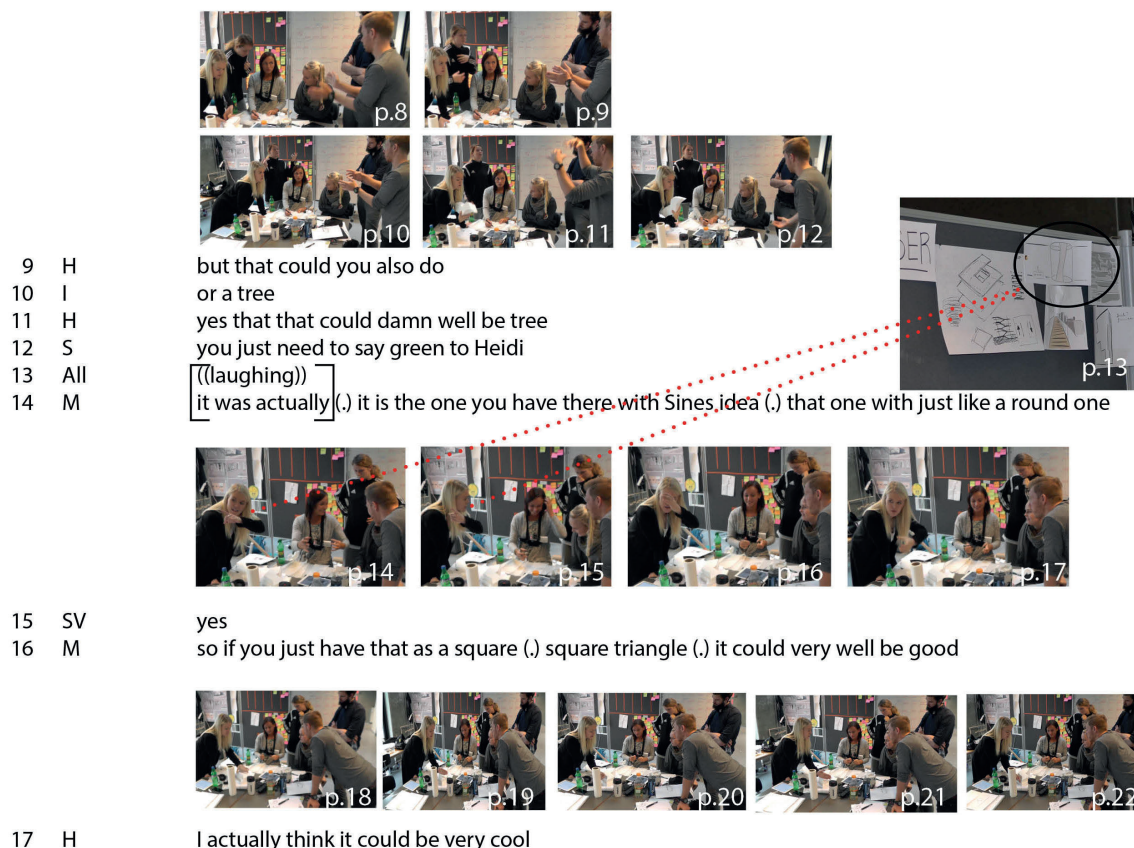 p.8
p.9
p.10
p.11
p.12
9 H but that could you also do
10 I or a tree
11 H yes that that could damn well be tree
12 S you just need to say green to Heidi
13 All ((laughing))
14 M it was actually (.) it is the one you have there with Sines idea (.) that one with just like a round one
DER
p.13
p.14
p.15
p.16
p.17
15 SV yes
16 M so if you just have that as a square (.) square triangle (.) it could very well be good
p.18
p.19
p.20
p.21
p.22
17 H I actually think it could be very cool